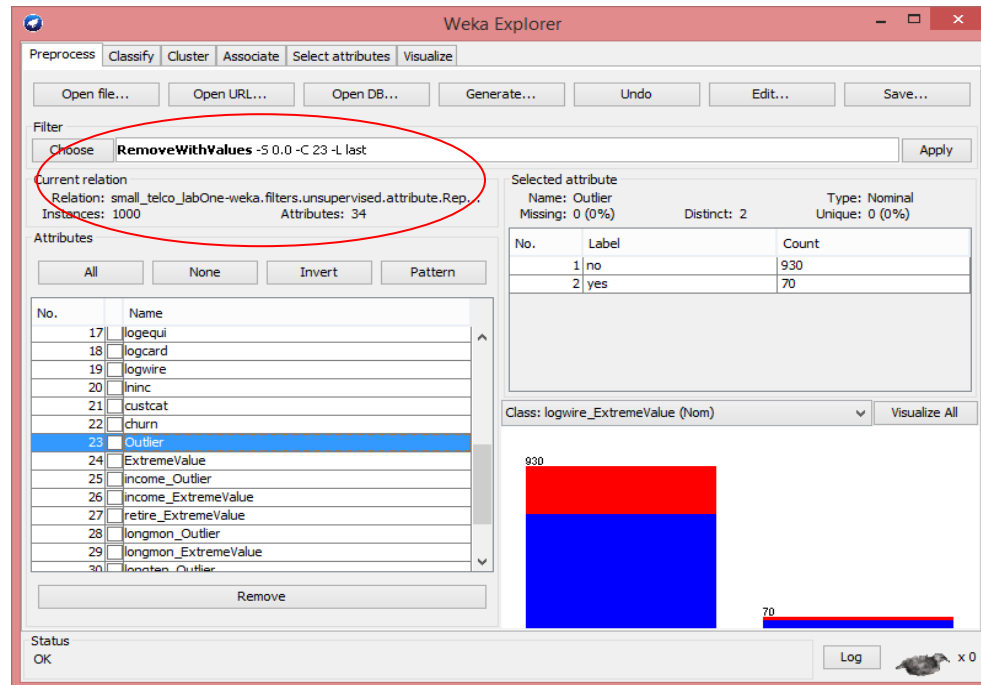 Weka Explorer
Preprocess Classify Cluster Associate Select attributes Visualize
Open file... Open URL... Open DB... Generate... Undo Edit... Save...
Filter
Choose RemoveWithValues -S 0.0 -C 23 -L last Apply
Current relation
Relation: small_telco_labOne-weka.filters.unsupervised.attribute.Rep...
Instances: 1000 Attributes: 34
Attributes
All None Invert Pattern
No. Name
17 logequi
18 logcard
19 logwire
20 lninc
21 custcat
22 churn
23 Outlier
24 ExtremeValue
25 income_Outlier
26 income_ExtremeValue
27 retire_ExtremeValue
28 longmon_Outlier
29 longmon_ExtremeValue
30 longten_Outlier
Remove
Selected attribute
Name: Outlier Type: Nominal
Missing: 0 (0%) Distinct: 2 Unique: 0 (0%)
No. Label Count
1 no 930
2 yes 70
Class: logwire_ExtremeValue (Nom) Visualize All
930
70
Status
OK
Log x 0